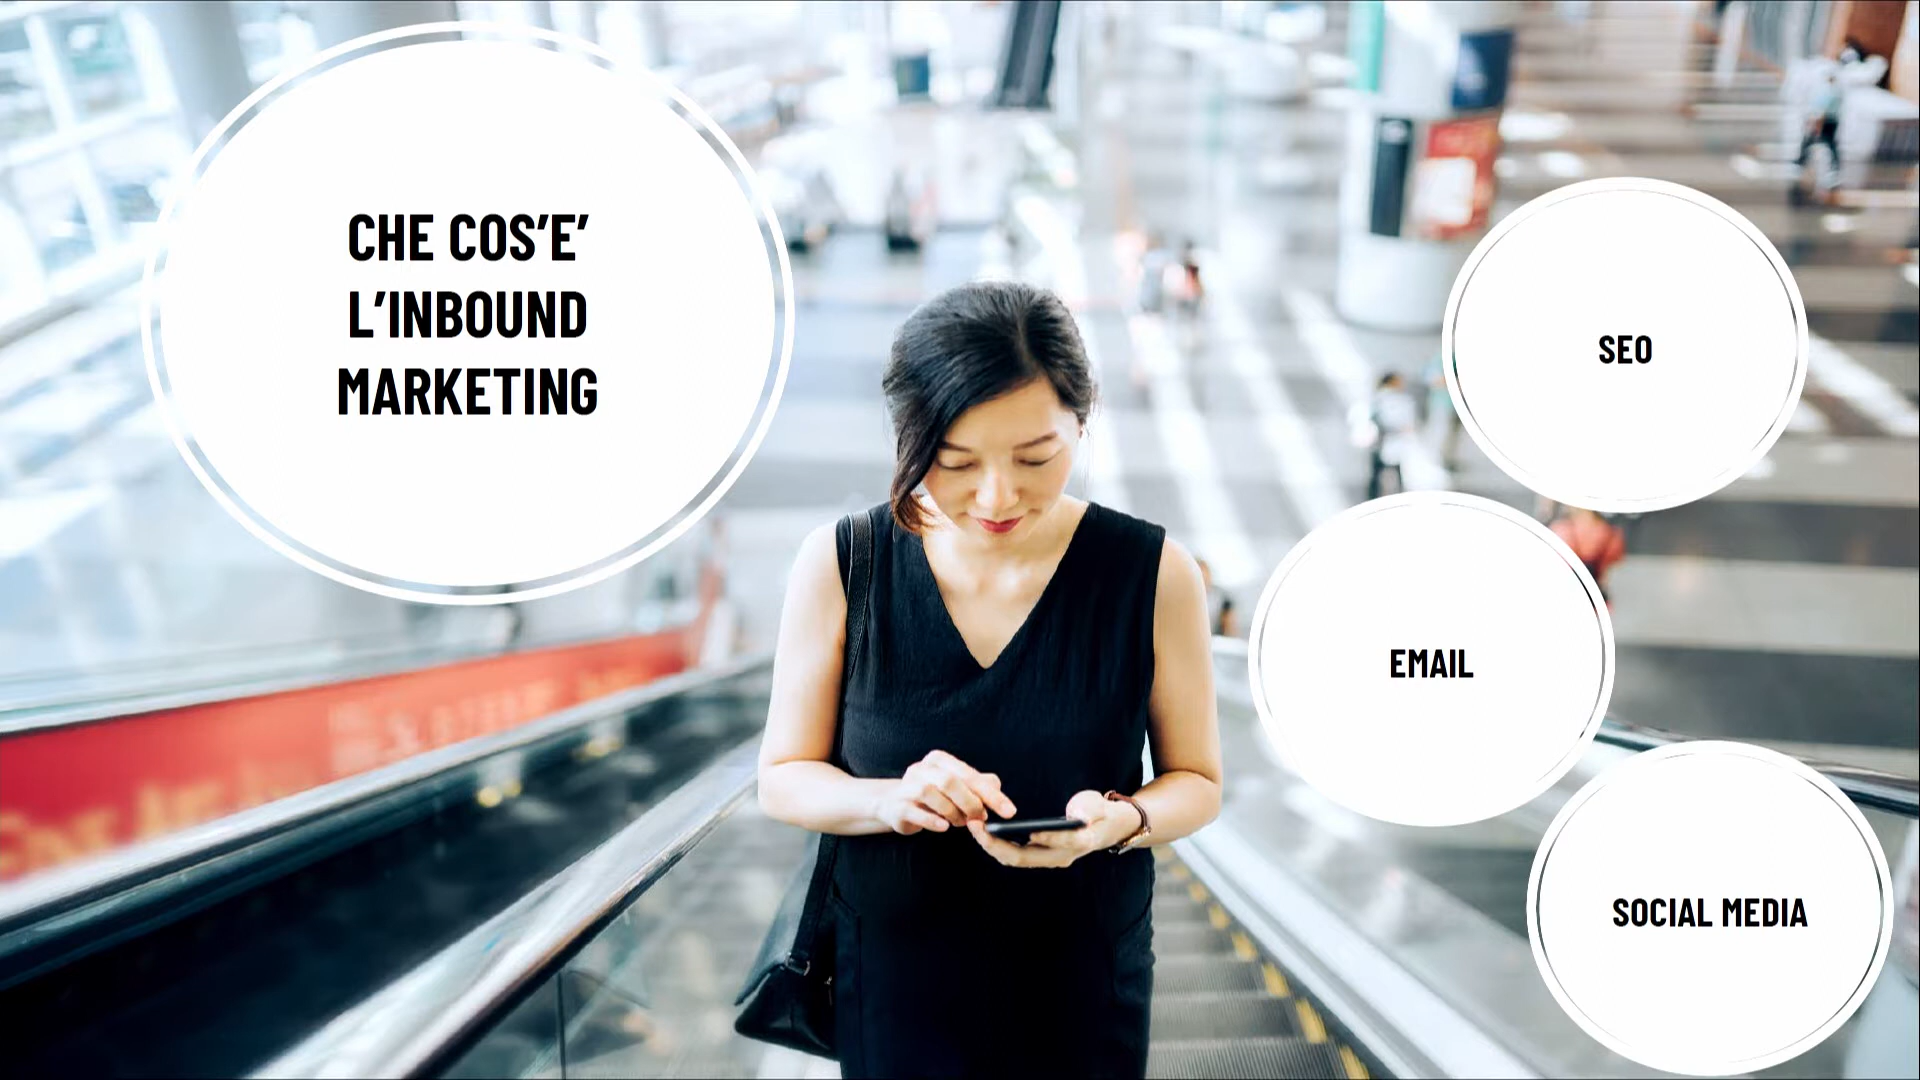 CHE COS'E'
L'INBOUND
MARKETING
SEO
EMAIL
SOCIAL MEDIA